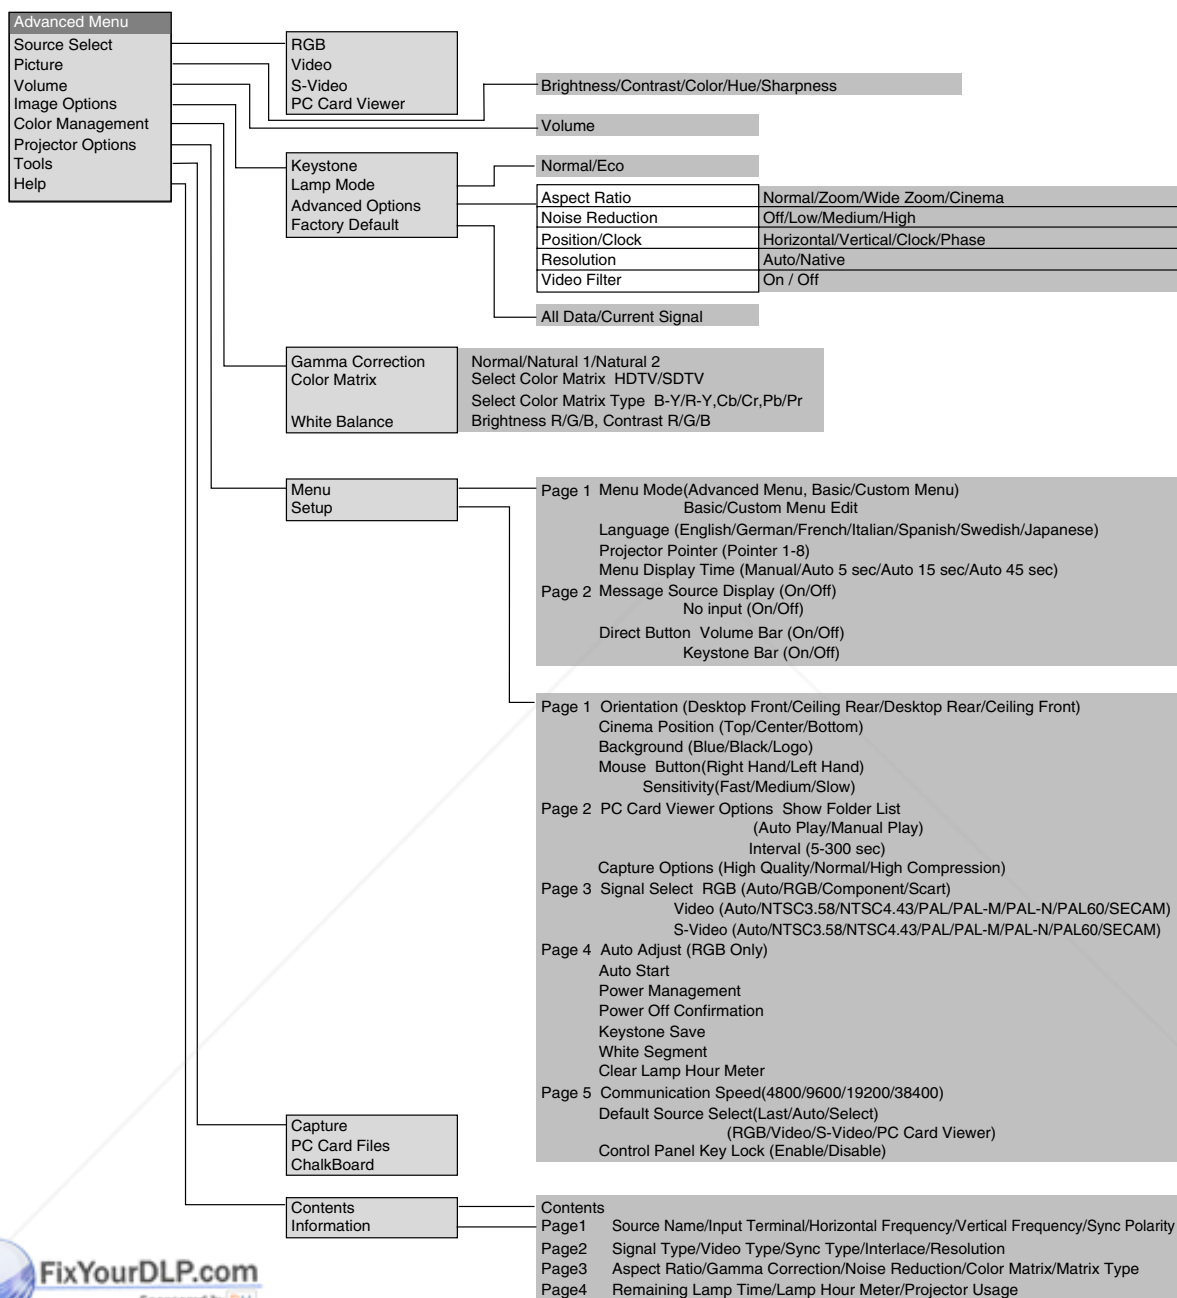 Advanced Menu
Source Select
Picture
Volume
Image Options
Color Management
Projector Options
Tools
Help
RGB
Video
S-Video
PC Card Viewer
Brightness/Contrast/Color/Hue/Sharpness
Volume
Keystone
Lamp Mode
Advanced Options
Factory Default
Normal/Eco
Aspect Ratio Normal/Zoom/Wide Zoom/Cinema
Noise Reduction Off/Low/Medium/High
Position/Clock Horizontal/Vertical/Clock/Phase
Resolution Auto/Native
Video Filter On / Off
All Data/Current Signal
Gamma Correction Normal/Natural 1/Natural 2
Color Matrix Select Color Matrix HDTV/SDTV
Select Color Matrix Type B-Y/R-Y,Cb/Cr,Pb/Pr
White Balance Brightness R/G/B, Contrast R/G/B
Menu
Setup
Page 1 Menu Mode(Advanced Menu, Basic/Custom Menu)
Basic/Custom Menu Edit
Language (English/German/French/Italian/Spanish/Swedish/Japanese)
Projector Pointer (Pointer 1-8)
Menu Display Time (Manual/Auto 5 sec/Auto 15 sec/Auto 45 sec)
Page 2 Message Source Display (On/Off)
No input (On/Off)
Direct Button Volume Bar (On/Off)
Keystone Bar (On/Off)
Page 1 Orientation (Desktop Front/Ceiling Rear/Desktop Rear/Ceiling Front)
Cinema Position (Top/Center/Bottom)
Background (Blue/Black/Logo)
Mouse Button(Right Hand/Left Hand)
Sensitivity(Fast/Medium/Slow)
Page 2 PC Card Viewer Options Show Folder List
(Auto Play/Manual Play)
Interval (5-300 sec)
Capture Options (High Quality/Normal/High Compression)
Page 3 Signal Select RGB (Auto/RGB/Component/Scart)
Video (Auto/NTSC3.58/NTSC4.43/PAL/PAL-M/PAL-N/PAL60/SECAM)
S-Video (Auto/NTSC3.58/NTSC4.43/PAL/PAL-M/PAL-N/PAL60/SECAM)
Page 4 Auto Adjust (RGB Only)
Auto Start
Power Management
Power Off Confirmation
Keystone Save
White Segment
Clear Lamp Hour Meter
Page 5 Communication Speed(4800/9600/19200/38400)
Default Source Select(Last/Auto/Select)
(RGB/Video/S-Video/PC Card Viewer)
Control Panel Key Lock (Enable/Disable)
Capture
PC Card Files
ChalkBoard
Contents
Information
Contents
Page1 Source Name/Input Terminal/Horizontal Frequency/Vertical Frequency/Sync Polarity
Page2 Signal Type/Video Type/Sync Type/Interlace/Resolution
Page3 Aspect Ratio/Gamma Correction/Noise Reduction/Color Matrix/Matrix Type
Page4 Remaining Lamp Time/Lamp Hour Meter/Projector Usage
FixYourDLP.com